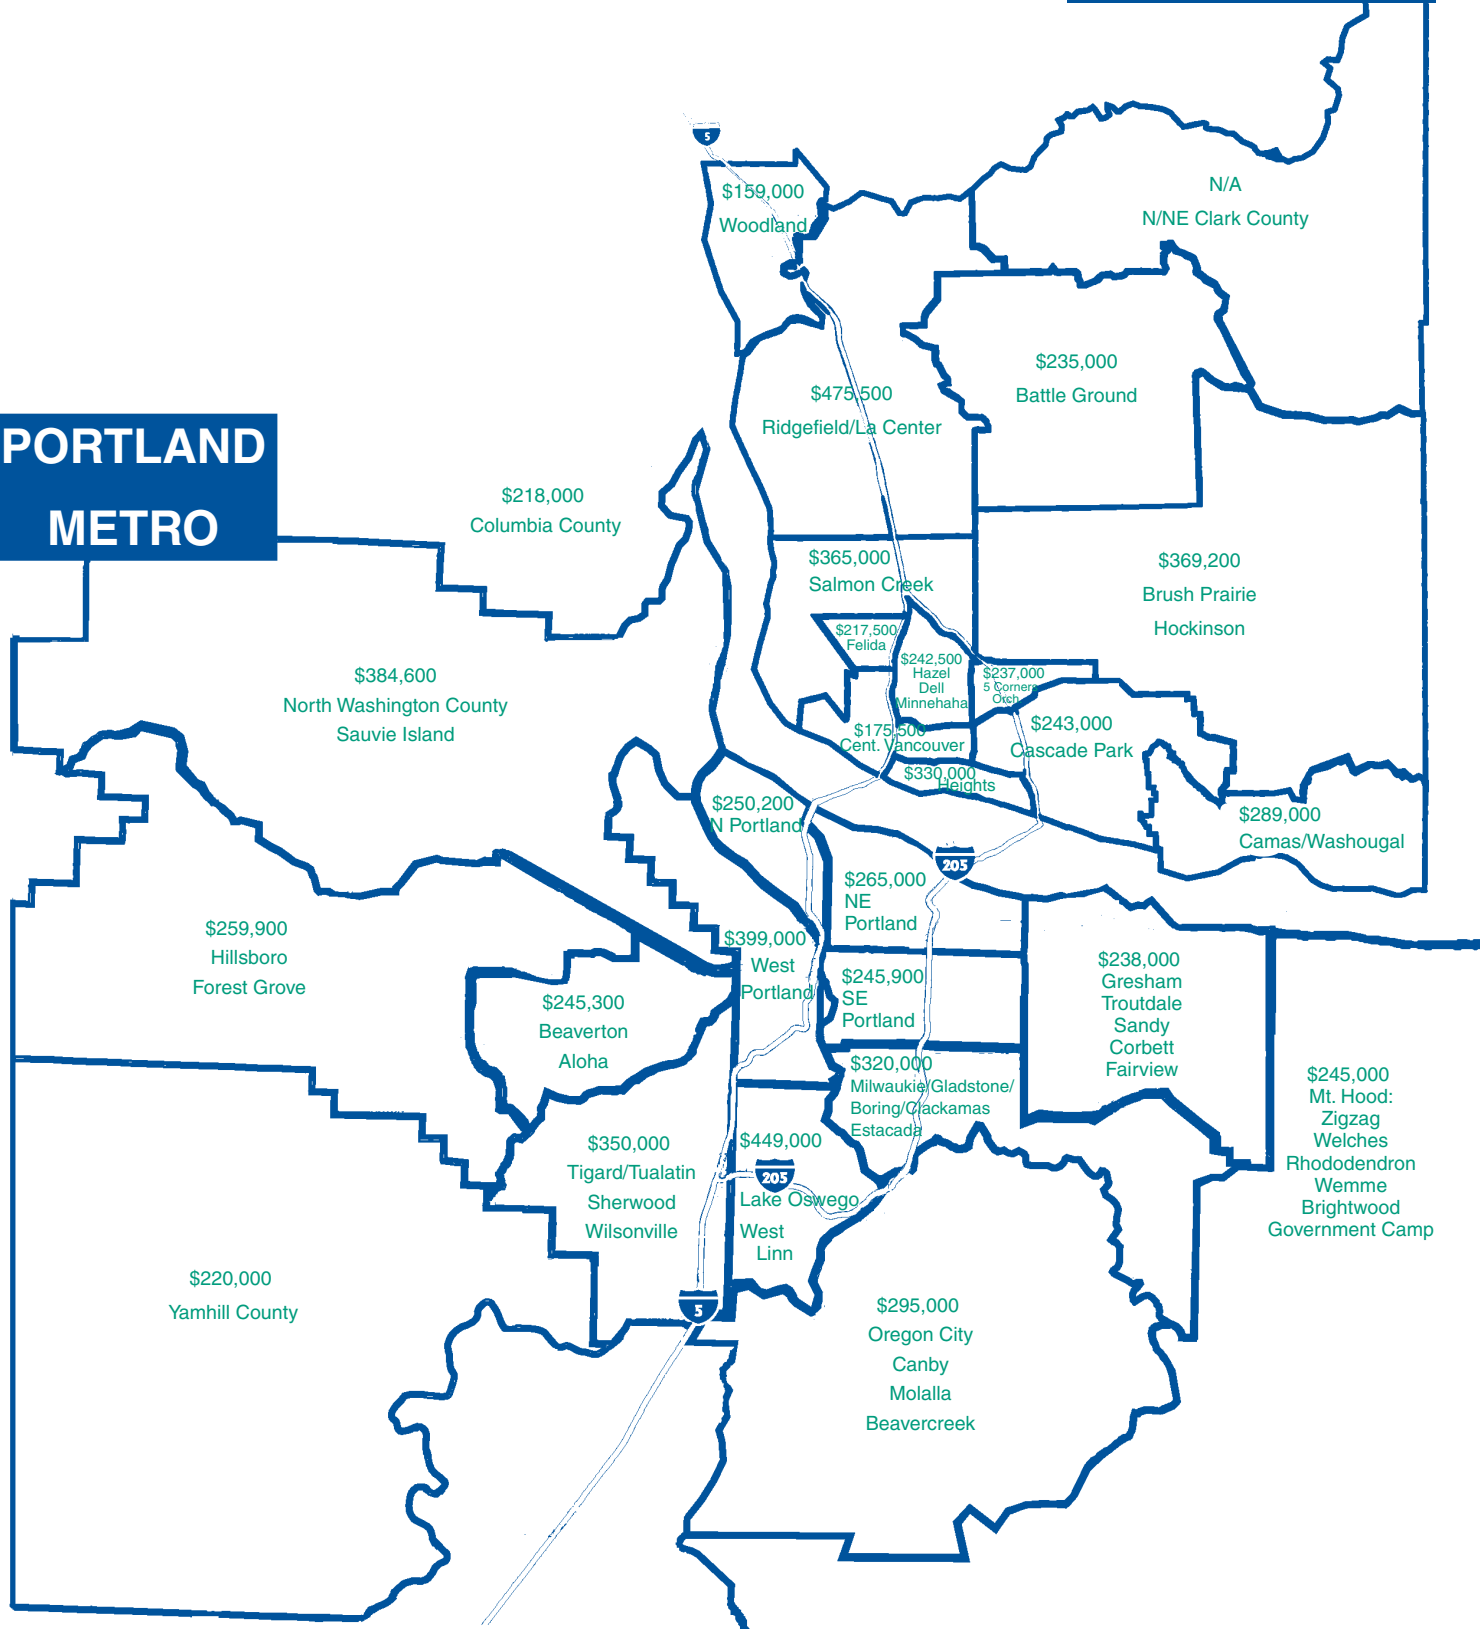 5
$159,000
Woodland
N/A
N/NE Clark County
$235,000
Battle Ground
$475,500
Ridgefield/La Center
PORTLAND
METRO
$218,000
Columbia County
$365,000
Salmon Creek
$369,200
Brush Prairie
Hockinson
$217,500
Felida
$242,500
Hazel
Dell
Minnehaha
$237,000
5 Corners
Orch
$384,600
North Washington County
Sauvie Island
$175,500
Cent. Vancouver
$243,000
Cascade Park
$330,000
Heights
$250,200
N Portland
$289,000
Camas/Washougal
205
$265,000
NE
Portland
$259,900
Hillsboro
Forest Grove
$399,000
West
Portland
$245,900
SE
Portland
$238,000
Gresham
Troutdale
Sandy
Corbett
Fairview
$245,300
Beaverton
Aloha
$320,000
Milwaukie/Gladstone/
Boring/Clackamas
Estacada
$245,000
Mt. Hood:
Zigzag
Welches
Rhododendron
Wemme
Brightwood
Government Camp
$350,000
Tigard/Tualatin
Sherwood
Wilsonville
$449,000
205
Lake Oswego
West
Linn
$220,000
Yamhill County
5
$295,000
Oregon City
Canby
Molalla
Beavercreek